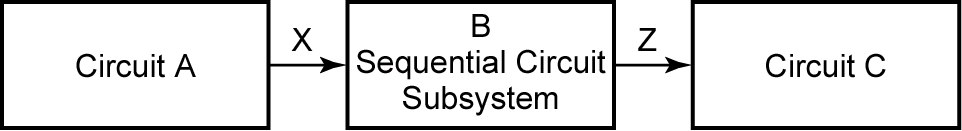 Circuit A
X
B
Sequential Circuit
Subsystem
Z
Circuit C